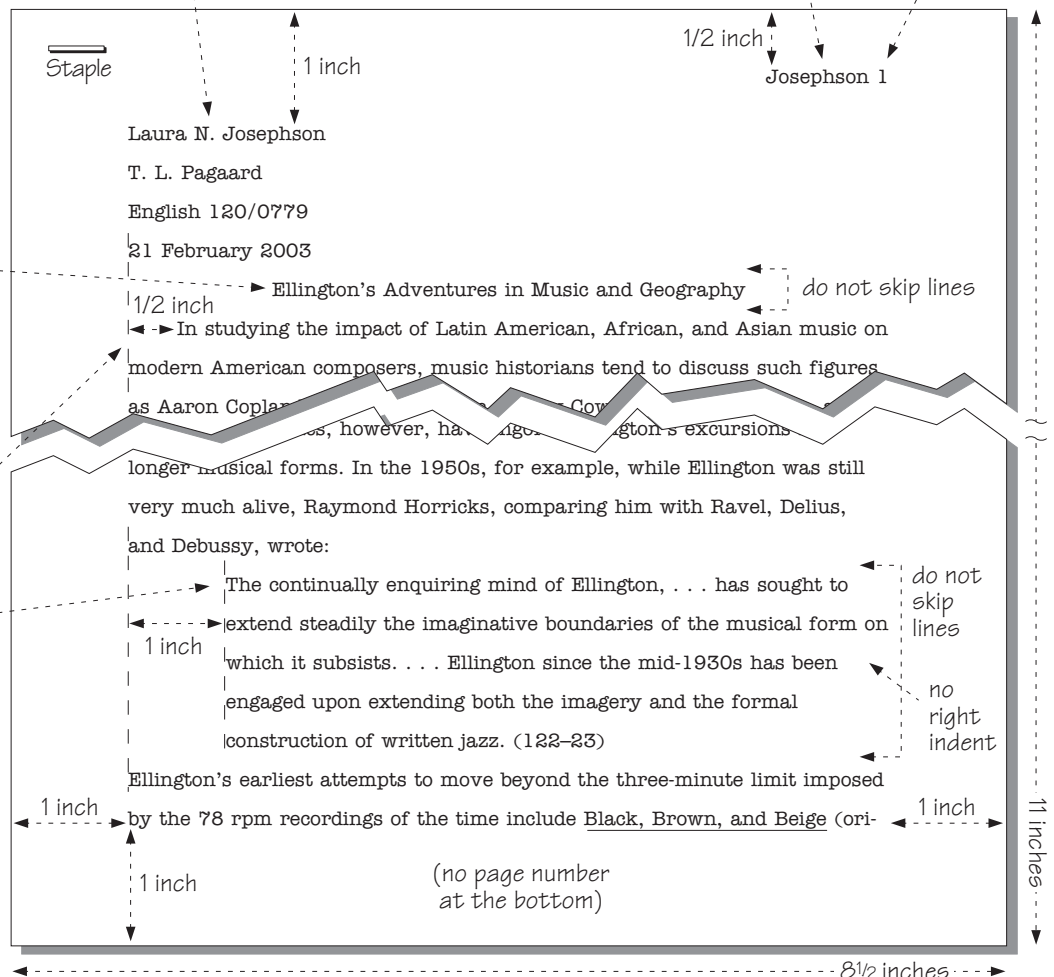 1/2 inch
Staple
1 inch
Josephson 1
Laura N. Josephson
T. L. Pagaard
English 120/0779
21 February 2003
Ellington's Adventures in Music and Geography
do not skip lines
1/2 inch
In studying the impact of Latin American, African, and Asian music on
modern American composers, music historians tend to discuss such figures
as Aaron
however,
excursions
longer musical forms. In the 1950s, for example, while Ellington was still
very much alive, Raymond Horricks, comparing him with Ravel, Delius,
and Debussy, wrote:
The continually enquiring mind of Ellington, . . . has sought to
extend steadily the imaginative boundaries of the musical form on
which it subsists. . . . Ellington since the mid-1930s has been
engaged upon extending both the imagery and the formal
construction of written jazz. (122–23)
do not
skip
lines
1 inch
no
right
indent
Ellington's earliest attempts to move beyond the three-minute limit imposed
by the 78 rpm recordings of the time include Black, Brown, and Beige (ori-
1 inch
1 inch
11 inches
1 inch
(no page number
at the bottom)
8½ inches